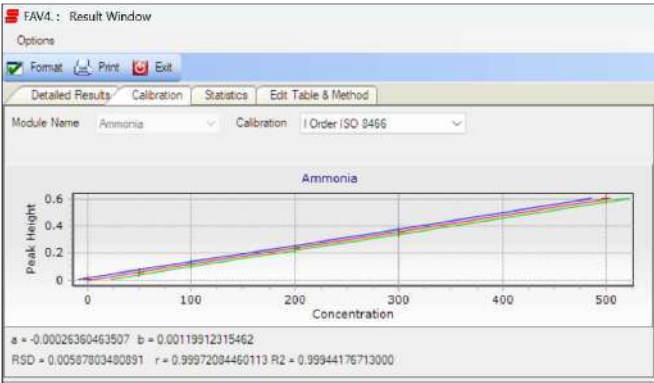 FAV4. : Result Window
Options
Format Print Exit
Detailed Results Calibration Statistics Edit Table & Method
Module Name Ammonia Calibration I Order ISO 8466
Ammonia
Peak Height
0.6
0.4
0.2
0
0 100 200 300 400 500
Concentration
a = -0.00026360463507 b = 0.00119912315462
RSD = 0.00587803480891 r = 0.99972084460113 R2 = 0.99944176713000